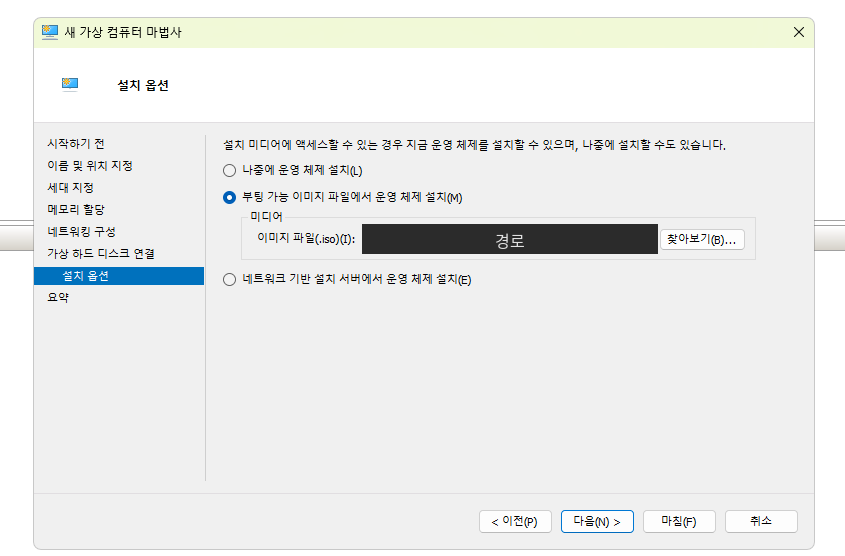 새 가상 컴퓨터 마법사
설치 옵션
시작하기 전
이름 및 위치 지정
세대 지정
메모리 할당
네트워킹 구성
가상 하드 디스크 연결
설치 옵션
요약
설치 미디어에 액세스할 수 있는 경우 지금 운영 체제를 설치할 수 있으며, 나중에 설치할 수도 있습니다.
나중에 운영 체제 설치(L)
부팅 가능 이미지 파일에서 운영 체제 설치(M)
미디어
이미지 파일(.iso)(I): 경로 찾아보기(B)...
네트워크 기반 설치 서버에서 운영 체제 설치(E)
< 이전(P) 다음(N) > 마침(F) 취소